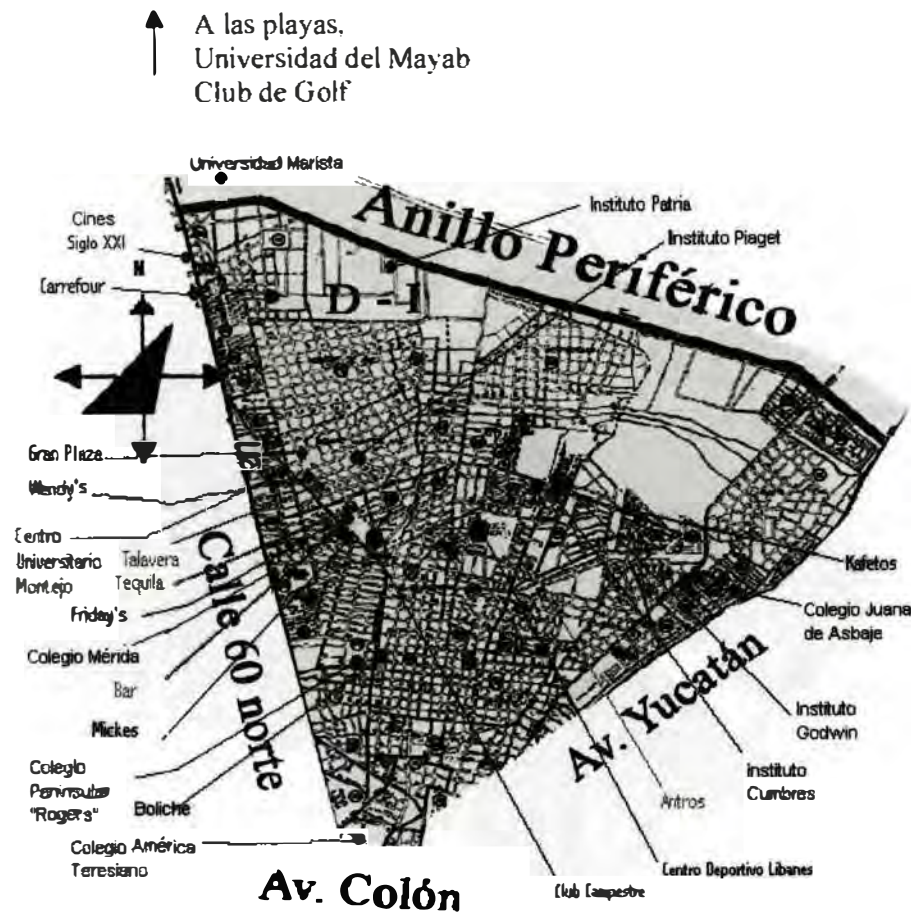 A las playas,
Universidad del Mayab
Club de Golf
Universidad Marista
Anillo Periférico
Instituto Patria
Instituto Piaget
Cines
Siglo XXI
N
Carrefour
D - I
Gran Plaza
Wendy's
Centro
Universitario
Montejo
Talavera
Tequila
Friday's
Colegio Mérida
Bar
Mickes
Colegio
Peninsular
"Rogers"
Boliche
Colegio América
Teresiano
Calle 60 norte
Av. Colón
Av. Yucatán
Kafetos
Colegio Juana
de Asbaje
Instituto
Godwin
instituto
Cumbres
Antros
Centro Deportivo Libanes
Club Campestre